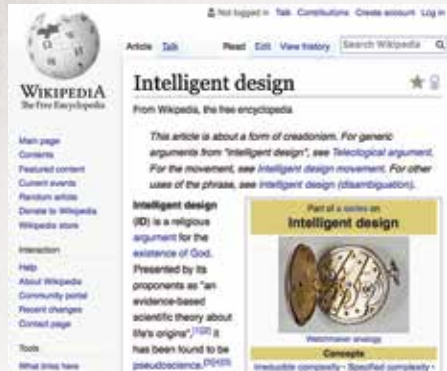 Not logged in Talk Contributions Create account Log in
Article Talk Read Edit View history Search Wikipedia
WIKIPEDIA
The Free Encyclopedia
Main page
Contents
Featured content
Current events
Random article
Donate to Wikipedia
Wikipedia store
Interaction
Help
About Wikipedia
Community portal
Recent changes
Contact page
Tools
What links here
Intelligent design
From Wikipedia, the free encyclopedia
This article is about a form of creationism. For generic
arguments from "intelligent design", see Teleological argument.
For the movement, see Intelligent design movement. For other
uses of the phrase, see Intelligent design (disambiguation).
Intelligent design
(ID) is a religious
argument for the
existence of God.
Presented by its
proponents as "an
evidence-based
scientific theory about
life's origins",[1][2] it
has been found to be
pseudoscience.[3][4][5]
Part of a series on
Intelligent design
Watchmaker analogy
Concepts
Irreducible complexity · Specified complexity ·